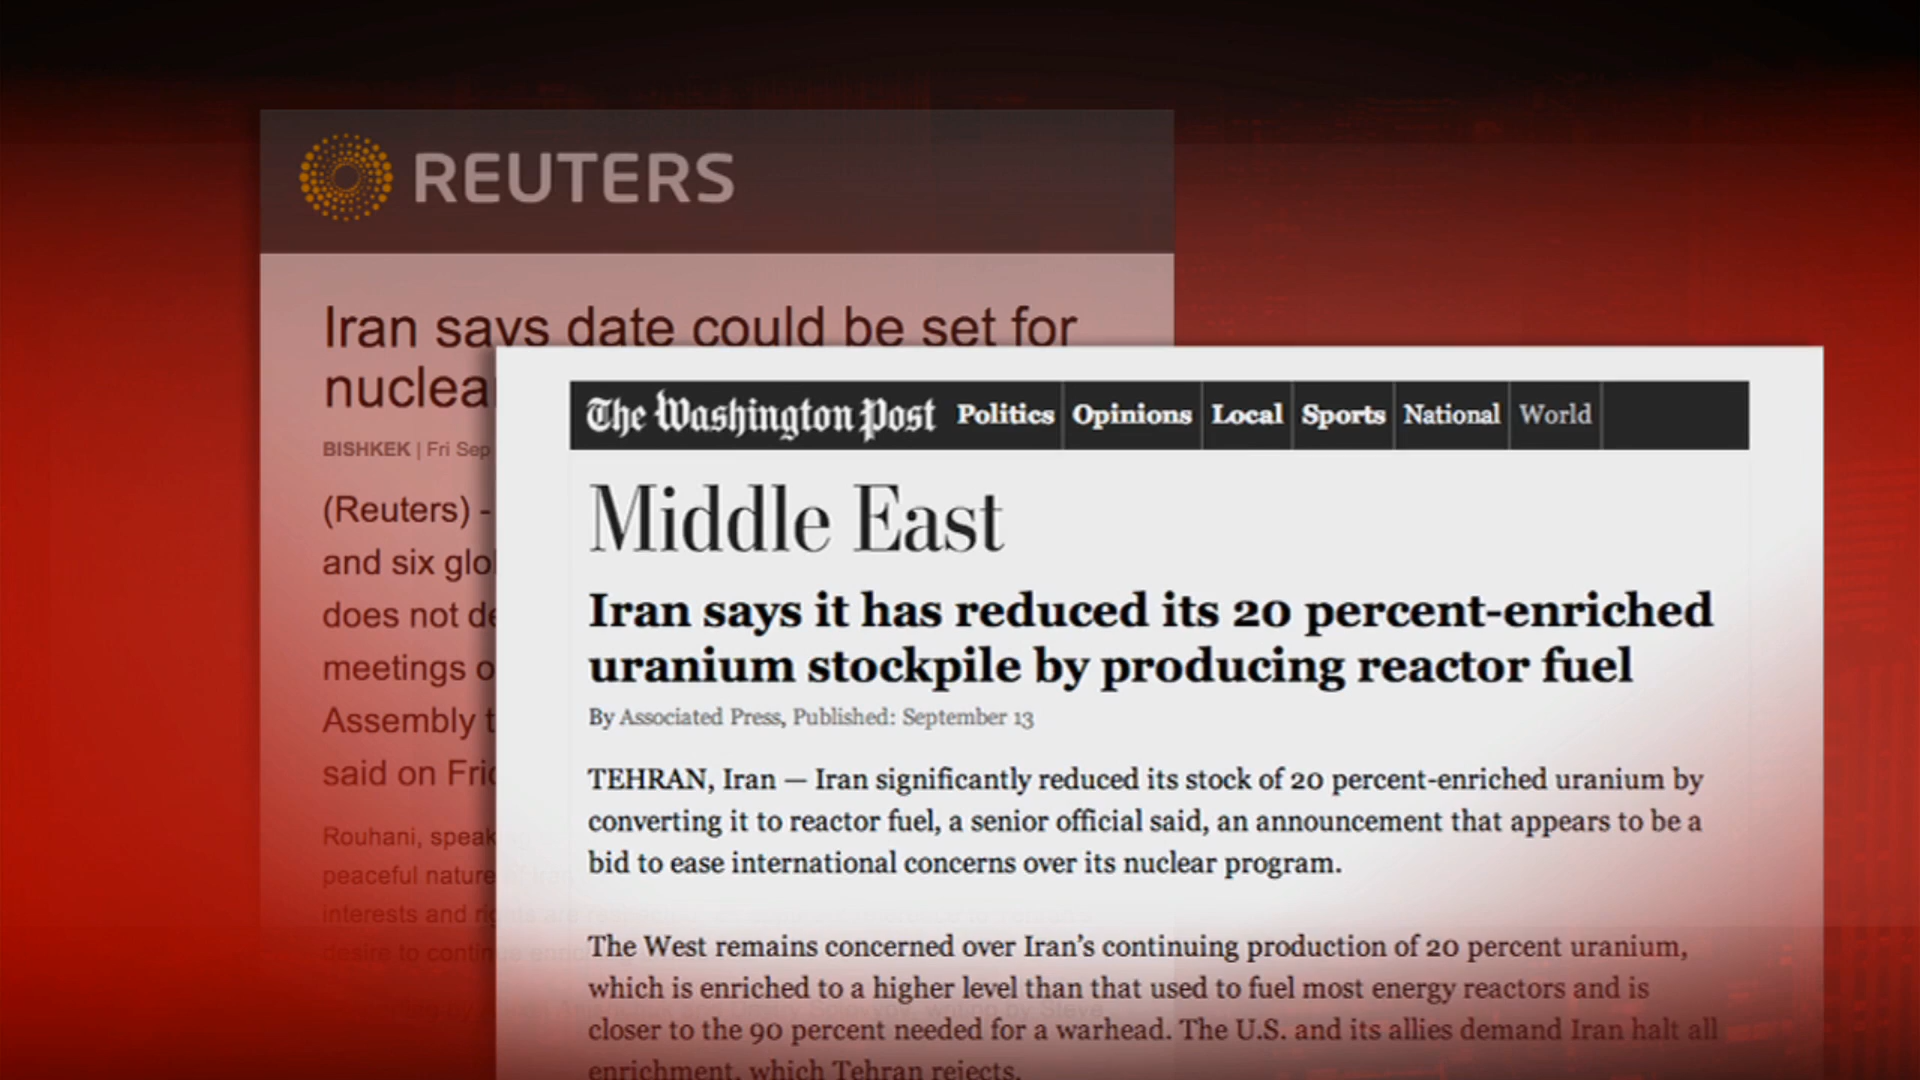 REUTERS
Iran says date could be set for
nuclea
BISHKEK | Fri Sep
(Reuters) -
and six glo
does not de
meetings o
Assembly t
said on Frid
Rouhani, speak
peaceful nature
interests and rights are
desire to continue
The Washington Post Politics Opinions Local Sports National World
Middle East
Iran says it has reduced its 20 percent-enriched
uranium stockpile by producing reactor fuel
By Associated Press, Published: September 13
TEHRAN, Iran — Iran significantly reduced its stock of 20 percent-enriched uranium by
converting it to reactor fuel, a senior official said, an announcement that appears to be a
bid to ease international concerns over its nuclear program.
The West remains concerned over Iran's continuing production of 20 percent uranium,
which is enriched to a higher level than that used to fuel most energy reactors and is
closer to the 90 percent needed for a warhead. The U.S. and its allies demand Iran halt all
enrichment, which Tehran rejects.